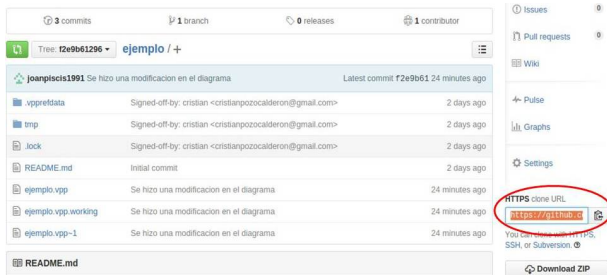 3 commits
1 branch
0 releases
1 contributor
Tree: f2e9b61296
ejemplo / +
joanpiscis1991 Se hizo una modificacion en el diagrama
Latest commit f2e9b61 24 minutes ago
.vpprefdata Signed-off-by: cristian <cristianpozocalderon@gmail.com> 2 days ago
tmp Signed-off-by: cristian <cristianpozocalderon@gmail.com> 2 days ago
.lock Signed-off-by: cristian <cristianpozocalderon@gmail.com> 2 days ago
README.md Initial commit 2 days ago
ejemplo.vpp Se hizo una modificacion en el diagrama 24 minutes ago
ejemplo.vpp.working Se hizo una modificacion en el diagrama 24 minutes ago
ejemplo.vpp~1 Se hizo una modificacion en el diagrama 24 minutes ago
README.md
Issues 0
Pull requests 0
Wiki
Pulse
Graphs
Settings
HTTPS clone URL
https://github.c
You can clone with HTTPS,
SSH, or Subversion.
Download ZIP